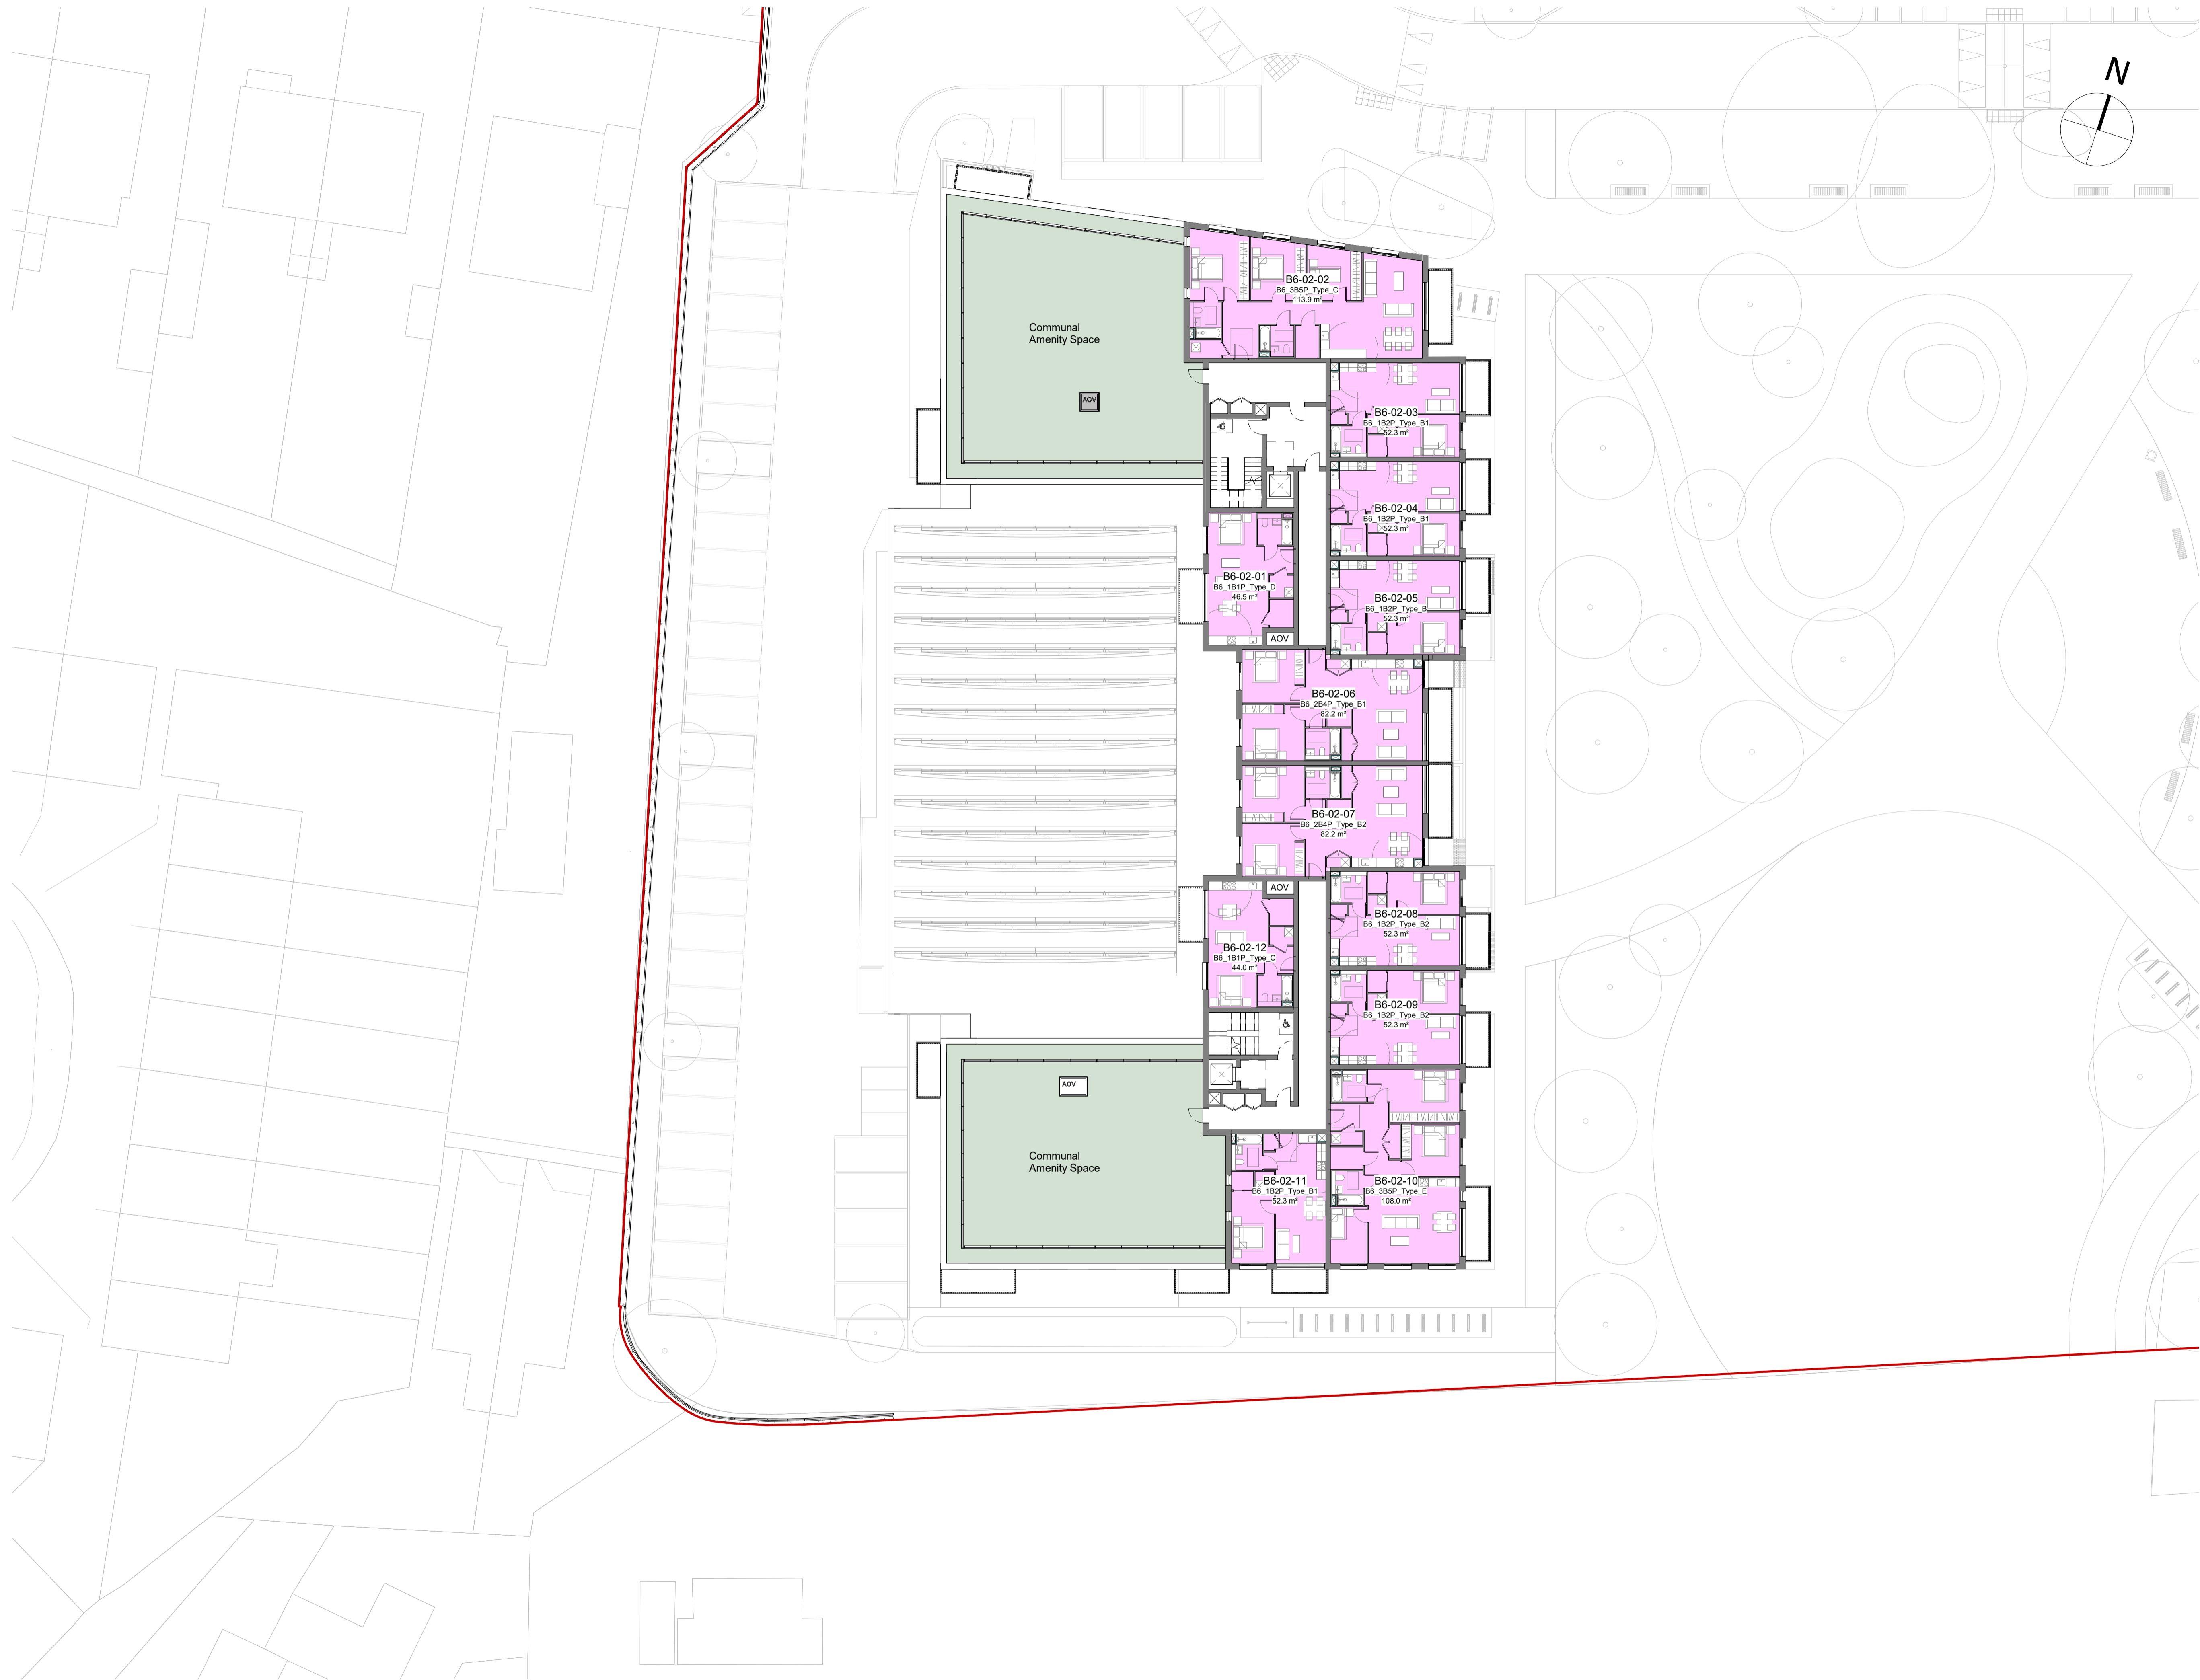 N
B6-02-02
B6_3B5P_Type_C
113.9 m²
Communal
Amenity Space
AOV
B6-02-03
B6_1B2P_Type_B1
52.3 m²
B6-02-04
B6_1B2P_Type_B1
52.3 m²
B6-02-01
B6_1B1P_Type_D
46.5 m²
B6-02-05
B6_1B2P_Type_B
52.3 m²
AOV
B6-02-06
B6_2B4P_Type_B1
82.2 m²
B6-02-07
B6_2B4P_Type_B2
82.2 m²
AOV
B6-02-08
B6_1B2P_Type_B2
52.3 m²
B6-02-12
B6_1B1P_Type_C
44.0 m²
B6-02-09
B6_1B2P_Type_B2
52.3 m²
AOV
Communal
Amenity Space
B6-02-11
B6_1B2P_Type_B1
52.3 m²
B6-02-10
B6_3B5P_Type_E
108.0 m²